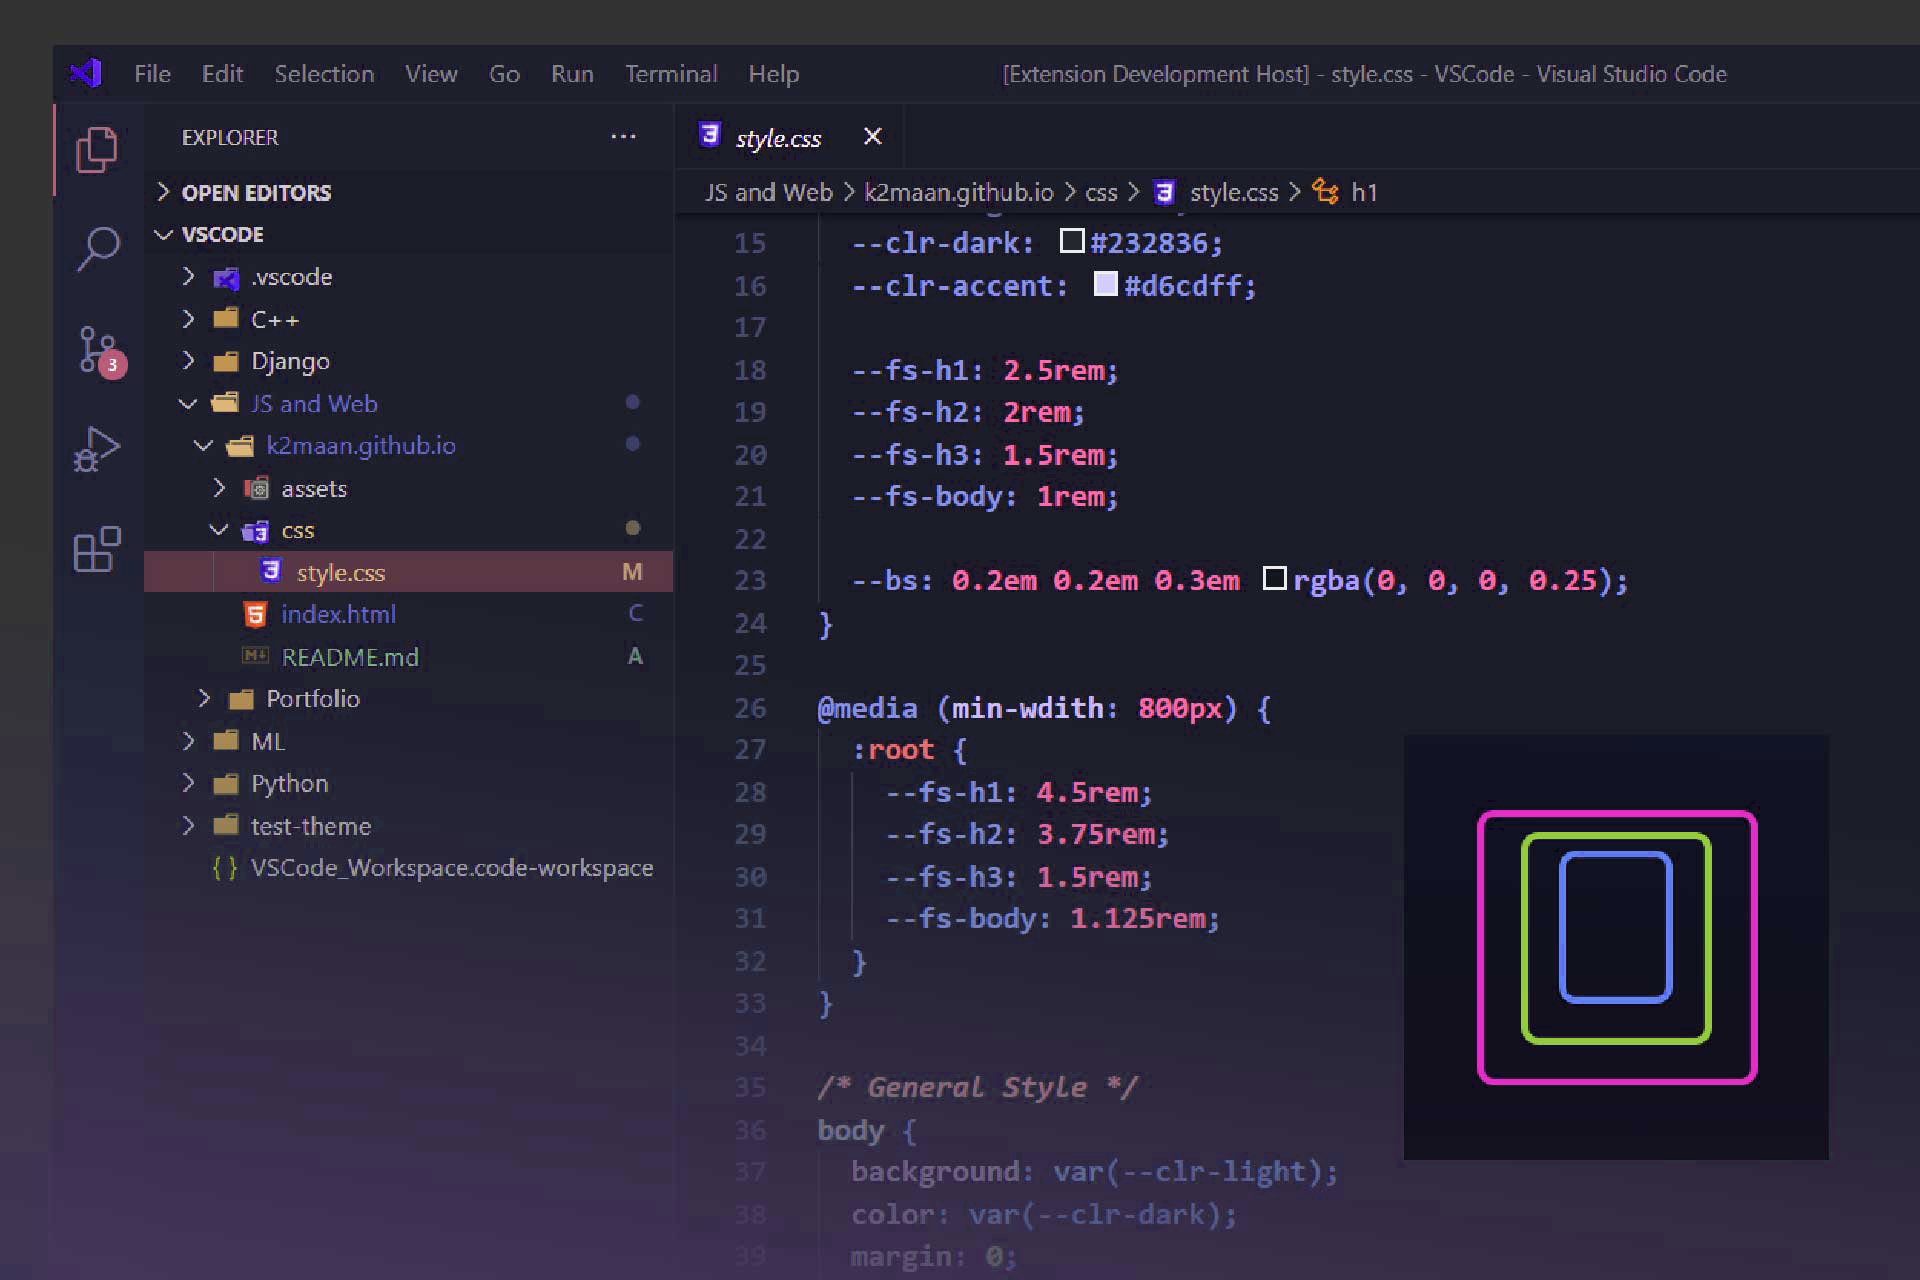 File Edit Selection View Go Run Terminal Help [Extension Development Host] - style.css - VSCode - Visual Studio Code
EXPLORER ···
OPEN EDITORS
VSCODE
.vscode
C++
Django
JS and Web
k2maan.github.io
assets
css
style.css M
index.html C
README.md A
Portfolio
ML
Python
test-theme
{ } VSCode_Workspace.code-workspace
3
style.css
JS and Web > k2maan.github.io > css > style.css > h1
15 --clr-dark: #232836;
16 --clr-accent: #d6cdff;
17
18 --fs-h1: 2.5rem;
19 --fs-h2: 2rem;
20 --fs-h3: 1.5rem;
21 --fs-body: 1rem;
22
23 --bs: 0.2em 0.2em 0.3em rgba(0, 0, 0, 0.25);
24 }
25
26 @media (min-wdith: 800px) {
27 :root {
28 --fs-h1: 4.5rem;
29 --fs-h2: 3.75rem;
30 --fs-h3: 1.5rem;
31 --fs-body: 1.125rem;
32 }
33 }
34
35 /* General Style */
36 body {
37 background: var(--clr-light);
38 color: var(--clr-dark);
39 margin: 0;